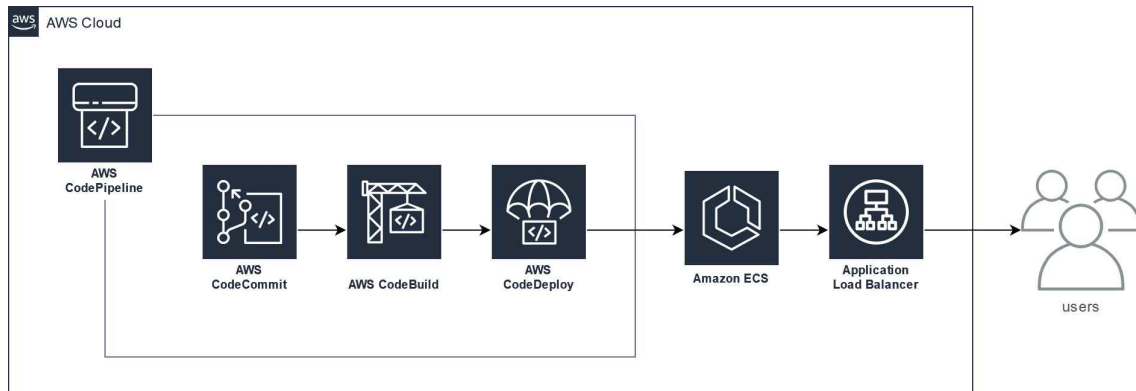 aws
AWS Cloud
AWS
CodePipeline
AWS
CodeCommit
AWS CodeBuild
AWS
CodeDeploy
Amazon ECS
Application
Load Balancer
users